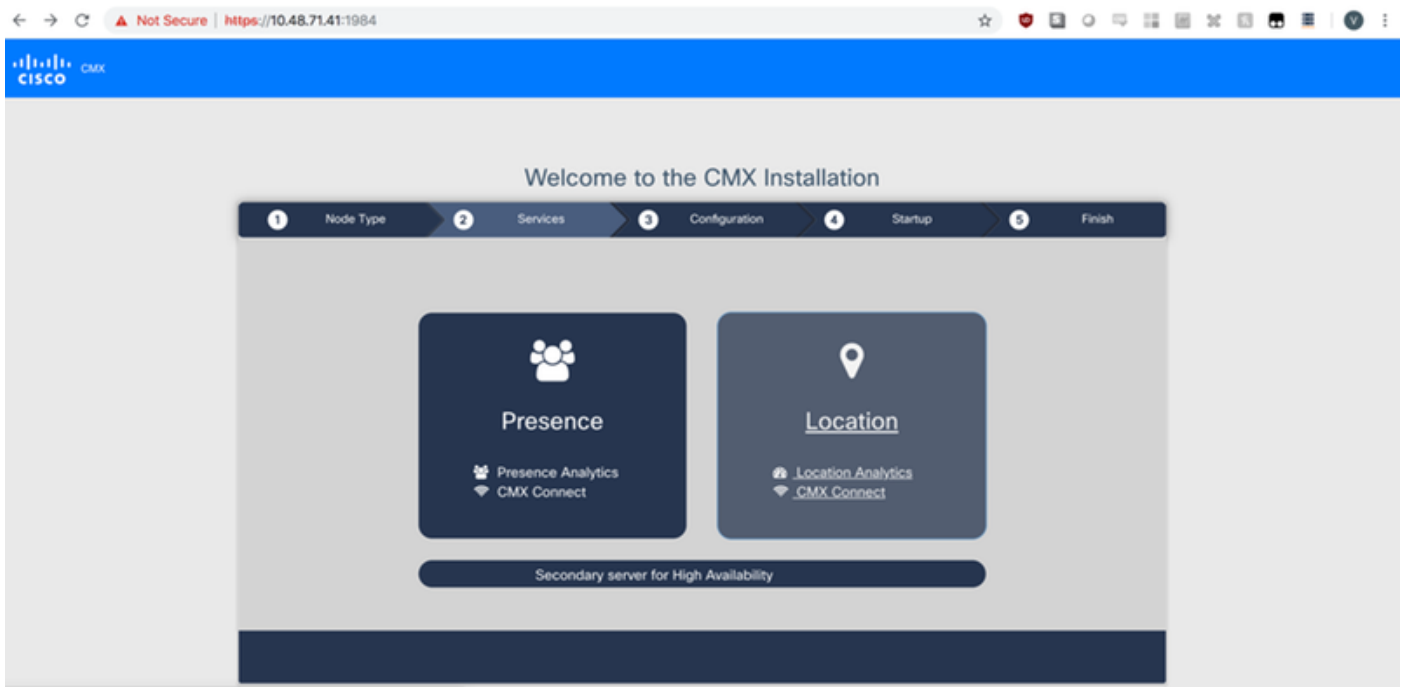 Not Secure | https://10.48.71.41:1984
V
CISCO CMX
Welcome to the CMX Installation
1 Node Type 2 Services 3 Configuration 4 Startup 5 Finish
Presence
Presence Analytics
CMX Connect
Location
Location Analytics
CMX Connect
Secondary server for High Availability